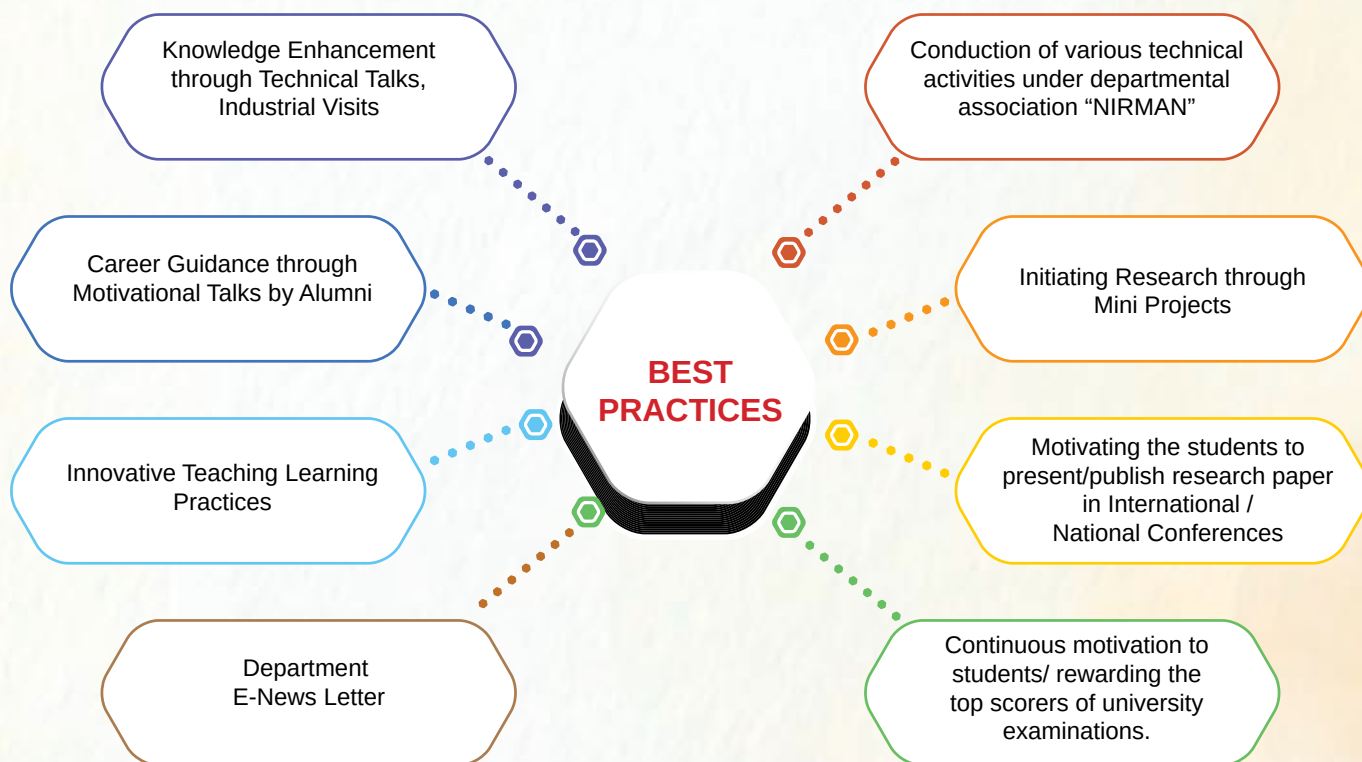 Knowledge Enhancement
through Technical Talks,
Industrial Visits
Career Guidance through
Motivational Talks by Alumni
Innovative Teaching Learning
Practices
Department
E-News Letter
BEST
PRACTICES
Conduction of various technical
activities under departmental
association “NIRMAN”
Initiating Research through
Mini Projects
Motivating the students to
present/publish research paper
in International /
National Conferences
Continuous motivation to
students/ rewarding the
top scorers of university
examinations.